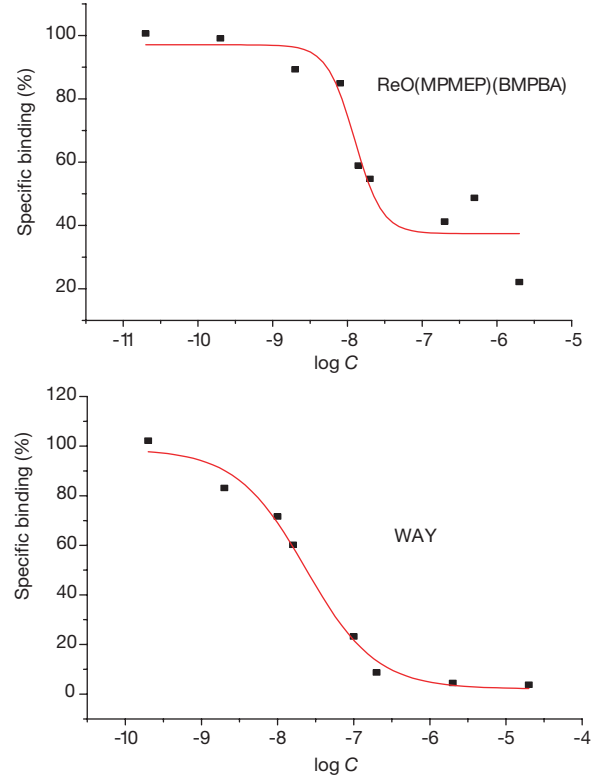 100
80
60
40
20
Specific binding (%)
ReO(MPMEP)(BMPBA)
-11 -10 -9 -8 -7 -6 -5
log C
120
100
80
60
40
20
0
Specific binding (%)
WAY
-10 -9 -8 -7 -6 -5 -4
log C